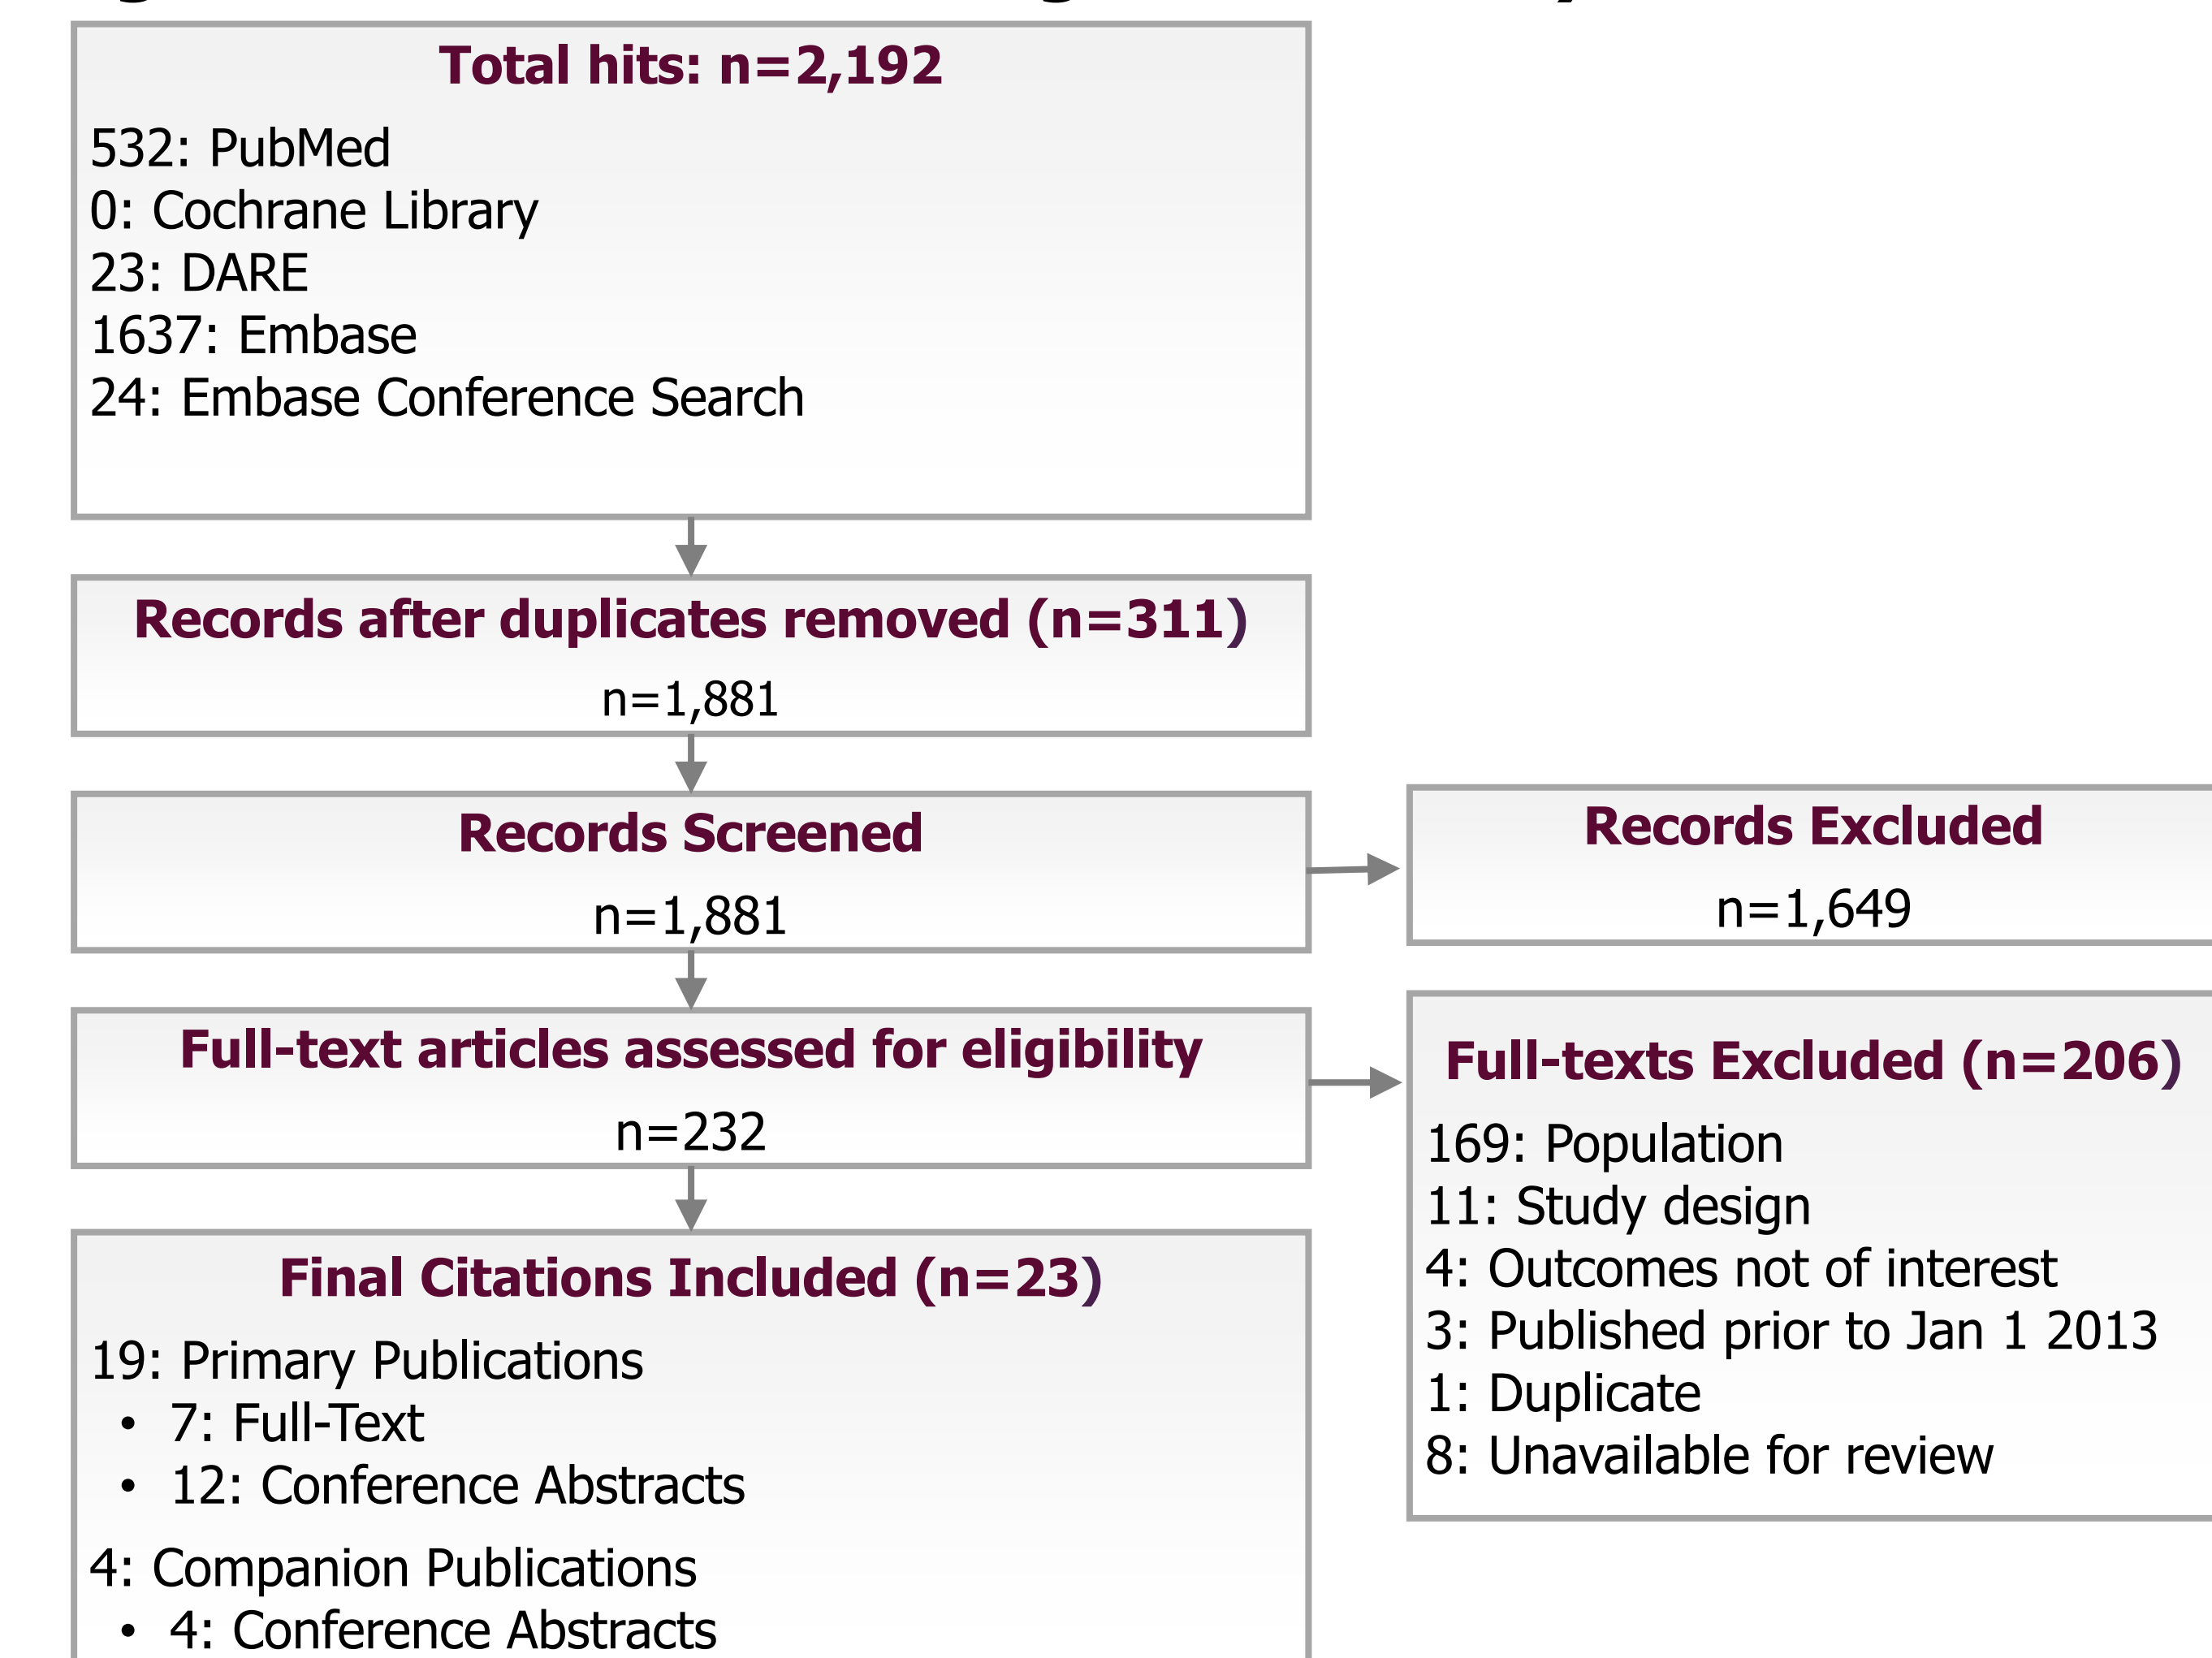 Total hits: n=2,192
532: PubMed
0: Cochrane Library
23: DARE
1637: Embase
24: Embase Conference Search
Records after duplicates removed (n=311)
n=1,881
Records Screened
n=1,881
Records Excluded
n=1,649
Full-text articles assessed for eligibility
n=232
Full-texts Excluded (n=206)
169: Population
11: Study design
4: Outcomes not of interest
3: Published prior to Jan 1 2013
1: Duplicate
8: Unavailable for review
Final Citations Included (n=23)
19: Primary Publications
• 7: Full-Text
• 12: Conference Abstracts
4: Companion Publications
• 4: Conference Abstracts